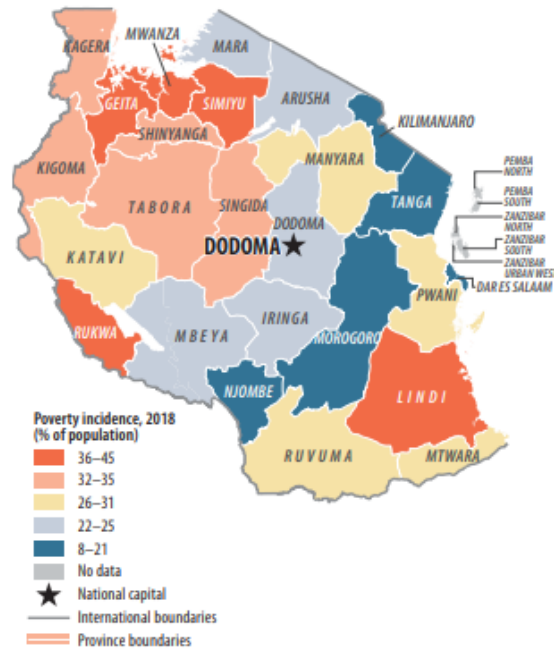 KAGERA
MWANZA
MARA
GEITA
SIMIYU
ARUSHA
KILIMANJARO
SHINYANGA
KIGOMA
MANYARA
TABORA
SINGIDA
TANGA
DODOMA
DODOMA
KATAVI
PEMBA
NORTH
PEMBA
SOUTH
ZANZIBAR
NORTH
ZANZIBAR
SOUTH
ZANZIBAR
URBAN WEST
DAR ES SALAAM
PWANI
RUKWA
MBEYA
IRINGA
MOROGORO
NJOMBE
LINDI
RUVUMA
MTWARA
Poverty incidence, 2018
(% of population)
36–45
32–35
26–31
22–25
8–21
No data
National capital
International boundaries
Province boundaries